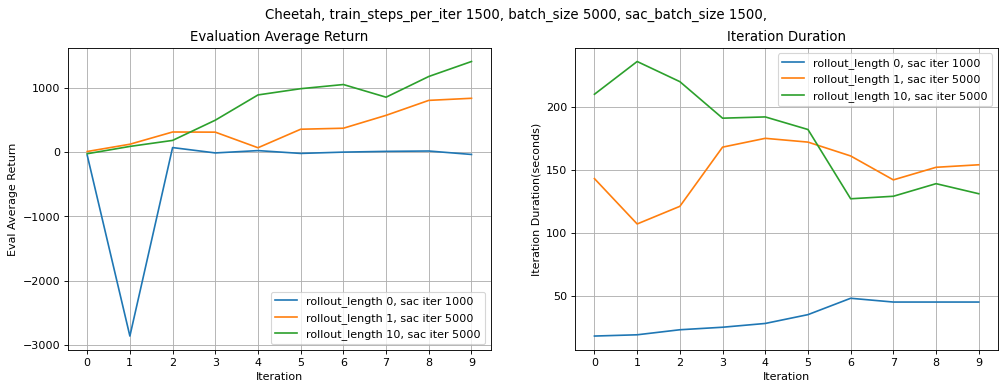 Cheetah, train_steps_per_iter 1500, batch_size 5000, sac_batch_size 1500,
Evaluation Average Return
Eval Average Return
1000
0
−1000
−2000
−3000
rollout_length 0, sac iter 1000
rollout_length 1, sac iter 5000
rollout_length 10, sac iter 5000
0 1 2 3 4 5 6 7 8 9
Iteration
Iteration Duration
Iteration Duration(seconds)
200
150
100
50
rollout_length 0, sac iter 1000
rollout_length 1, sac iter 5000
rollout_length 10, sac iter 5000
0 1 2 3 4 5 6 7 8 9
Iteration